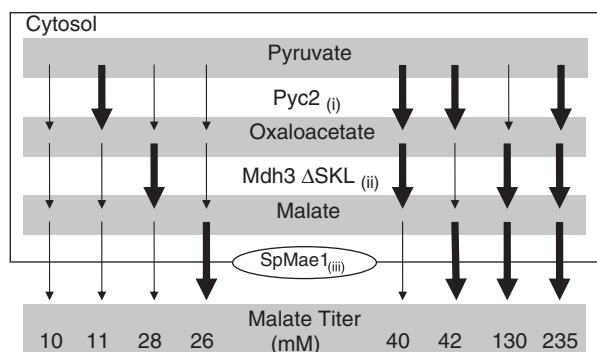 Cytosol
Pyruvate
Pyc2 (i)
Oxaloacetate
Mdh3 ΔSKL (ii)
Malate
SpMae1(iii)
Malate Titer
(mM)
10 11 28 26 40 42 130 235